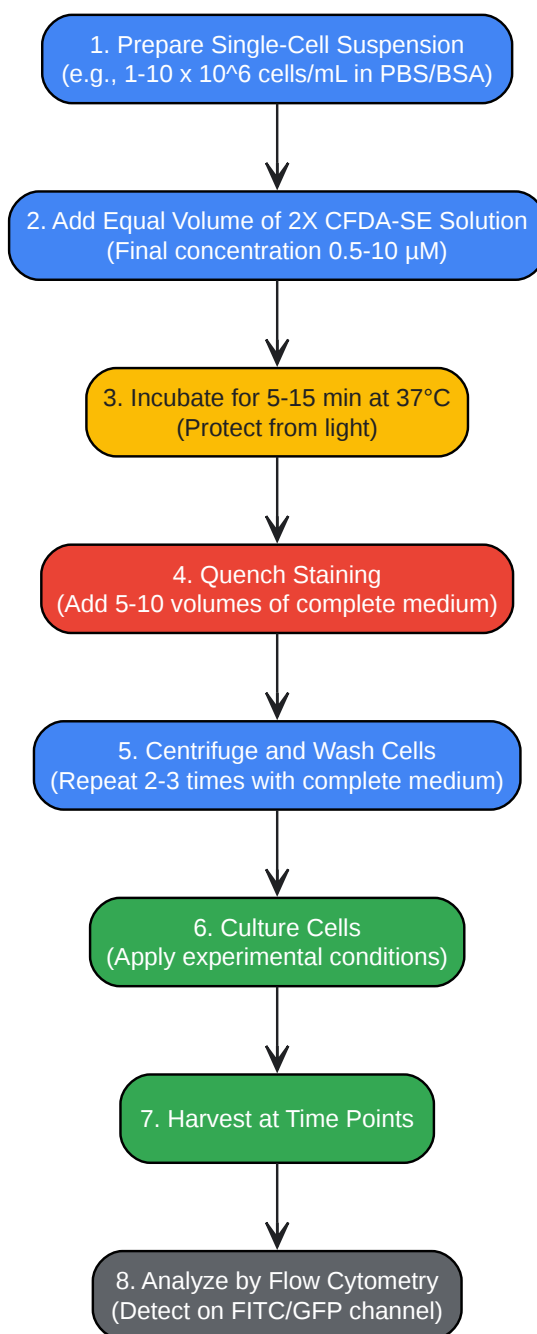 1. Prepare Single-Cell Suspension
(e.g., 1-10 x 10^6 cells/mL in PBS/BSA)
2. Add Equal Volume of 2X CFDA-SE Solution
(Final concentration 0.5-10 µM)
3. Incubate for 5-15 min at 37°C
(Protect from light)
4. Quench Staining
(Add 5-10 volumes of complete medium)
5. Centrifuge and Wash Cells
(Repeat 2-3 times with complete medium)
6. Culture Cells
(Apply experimental conditions)
7. Harvest at Time Points
8. Analyze by Flow Cytometry
(Detect on FITC/GFP channel)